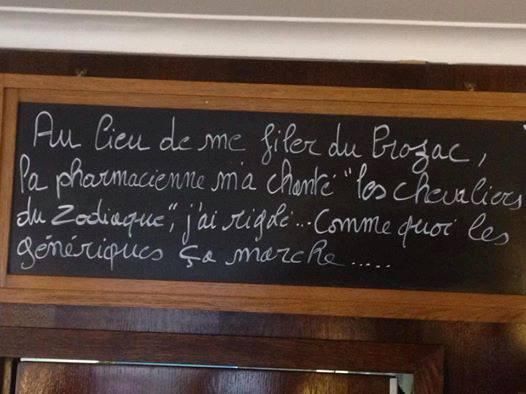 Au lieu de me filer du Prozac,
la pharmacienne m'a chanté "les chevaliers
du Zodiaque", j'ai rigolé... Comme quoi les
génériques ça marche.....